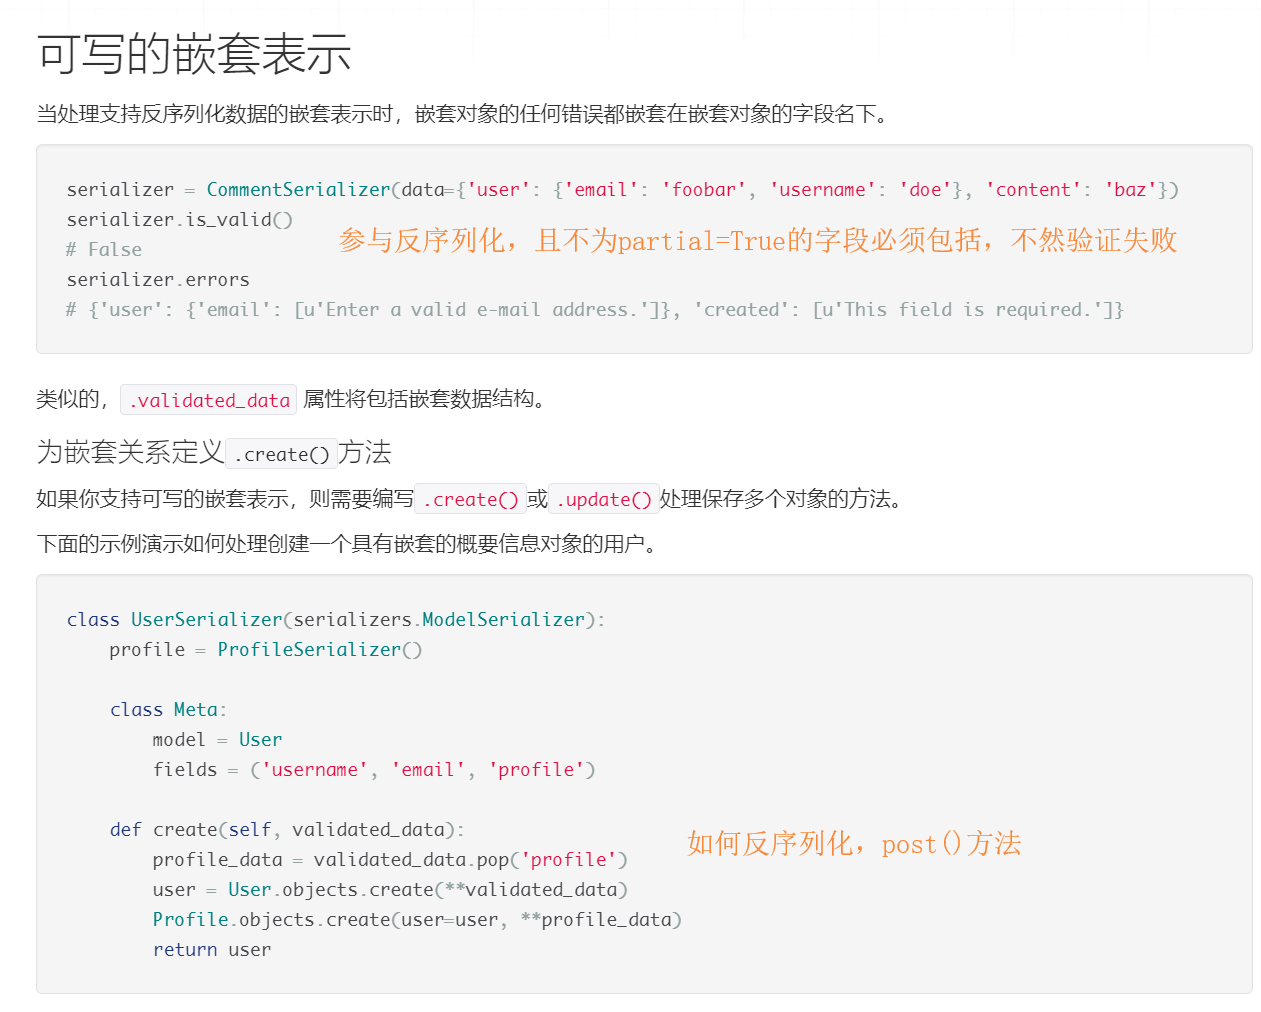 可写的嵌套表示
当处理支持反序列化数据的嵌套表示时，嵌套对象的任何错误都嵌套在嵌套对象的字段名下。
serializer = CommentSerializer(data={'user': {'email': 'foobar', 'username': 'doe'}, 'content': 'baz'})
serializer.is_valid()
参与反序列化，且不为partial=True的字段必须包括，不然验证失败
# False
serializer.errors
# {'user': {'email': [u'Enter a valid e-mail address.']}, 'created': [u'This field is required.']}
类似的，.validated_data 属性将包括嵌套数据结构。
为嵌套关系定义.create()方法
如果你支持可写的嵌套表示，则需要编写.create()或.update()处理保存多个对象的方法。
下面的示例演示如何处理创建一个具有嵌套的概要信息对象的用户。
class UserSerializer(serializers.ModelSerializer):
    profile = ProfileSerializer()
    class Meta:
        model = User
        fields = ('username', 'email', 'profile')
    def create(self, validated_data):
        profile_data = validated_data.pop('profile')
如何反序列化，post()方法
        user = User.objects.create(**validated_data)
        Profile.objects.create(user=user, **profile_data)
        return user